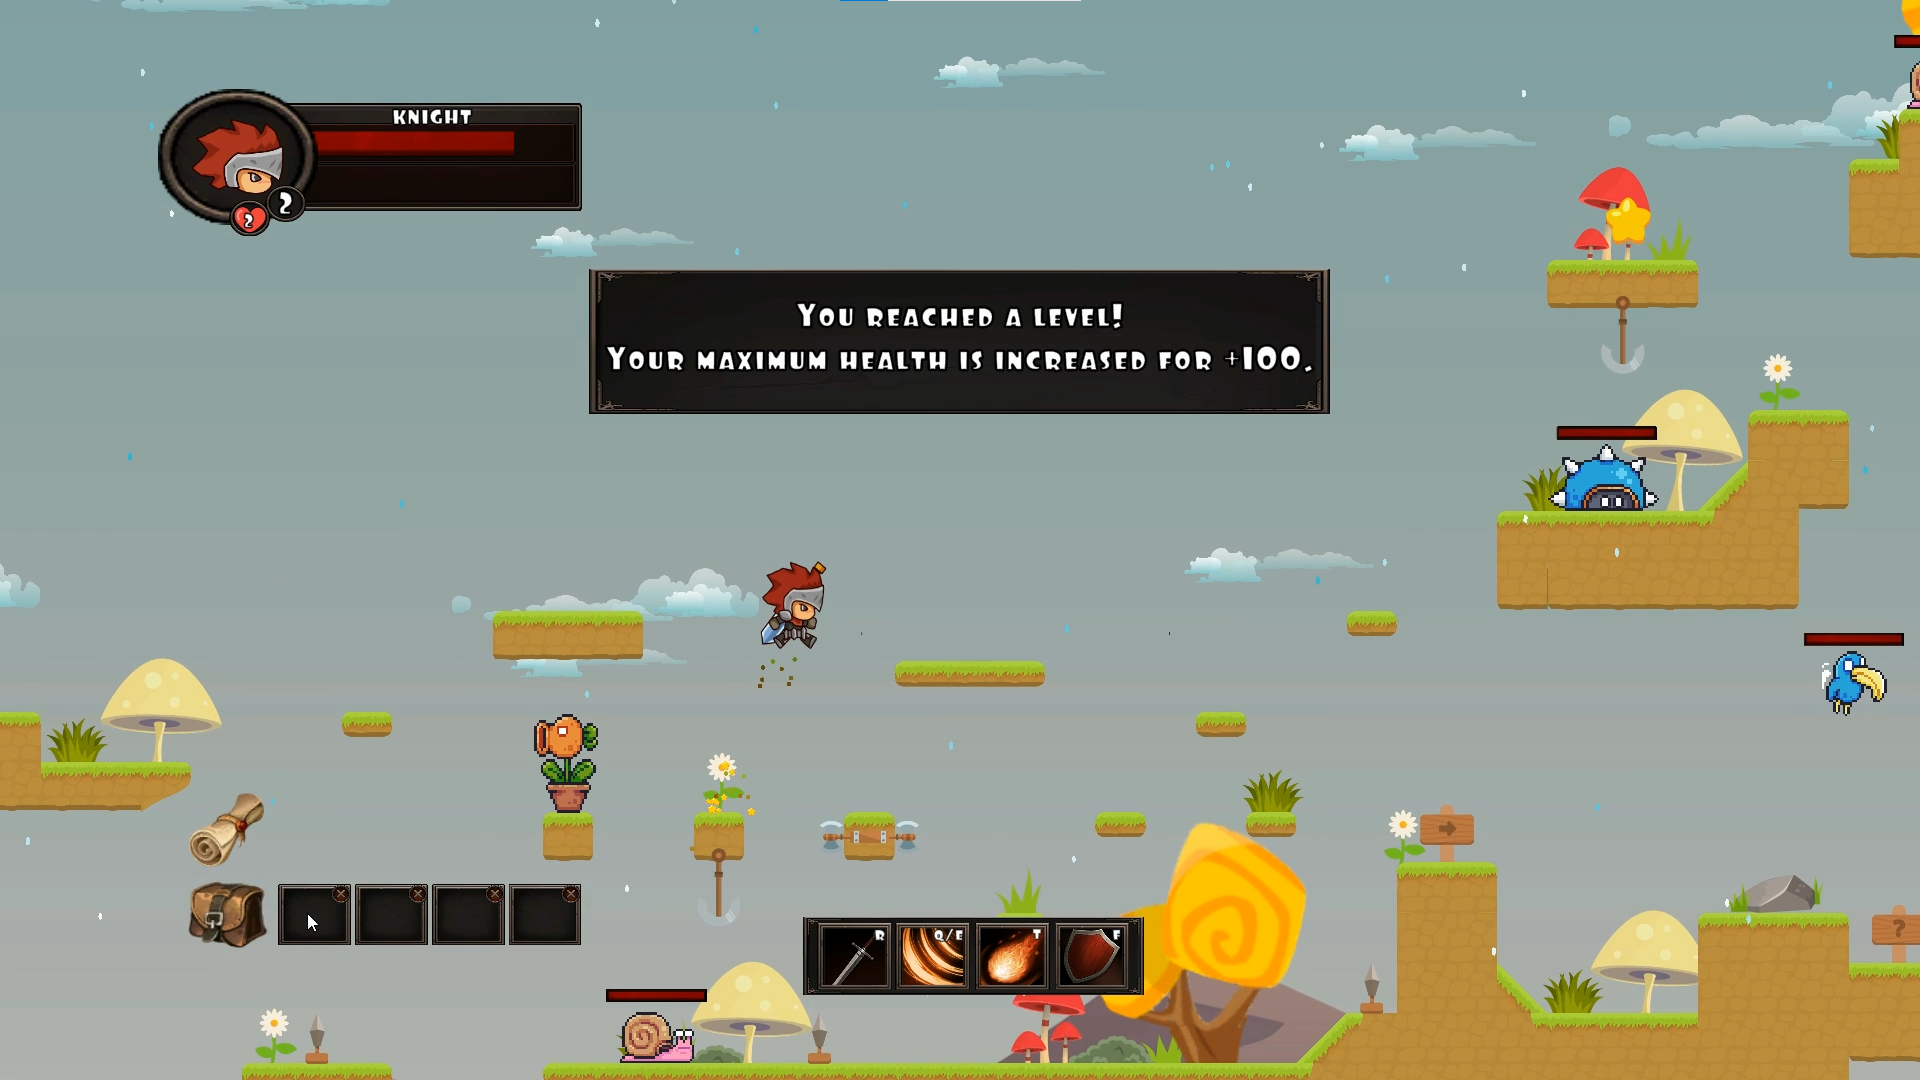 KNIGHT
2
2
YOU REACHED A LEVEL!
YOUR MAXIMUM HEALTH IS INCREASED FOR +100.
?
R
Q/E
T
F